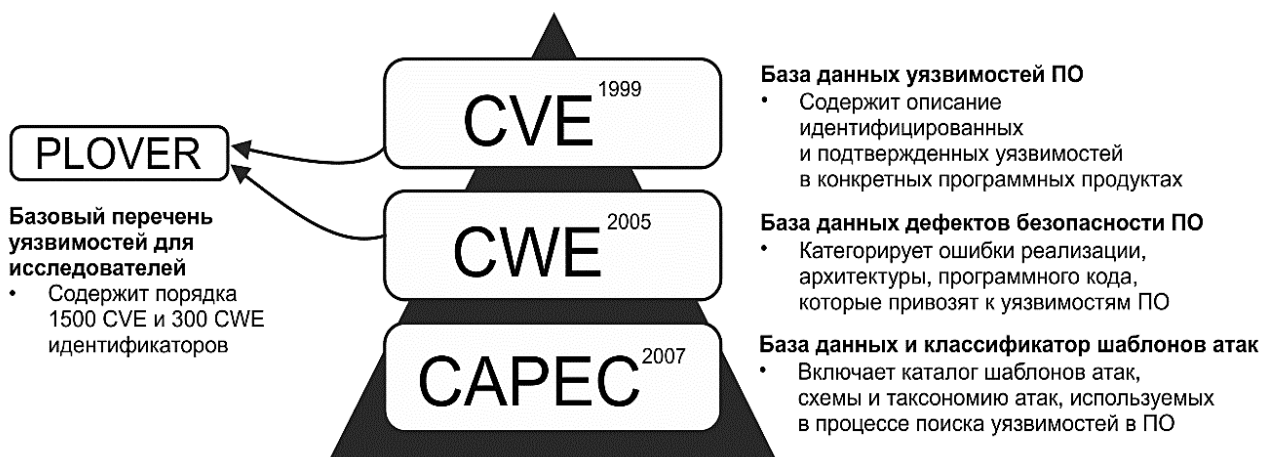 PLOVER
Базовый перечень
уязвимостей для
исследователей
• Содержит порядка
1500 CVE и 300 CWE
идентификаторов
CVE 1999
CWE 2005
CAPEC 2007
База данных уязвимостей ПО
• Содержит описание
идентифицированных
и подтвержденных уязвимостей
в конкретных программных продуктах
База данных дефектов безопасности ПО
• Категорирует ошибки реализации,
архитектуры, программного кода,
которые привозят к уязвимостям ПО
База данных и классификатор шаблонов атак
• Включает каталог шаблонов атак,
схемы и таксономию атак, используемых
в процессе поиска уязвимостей в ПО